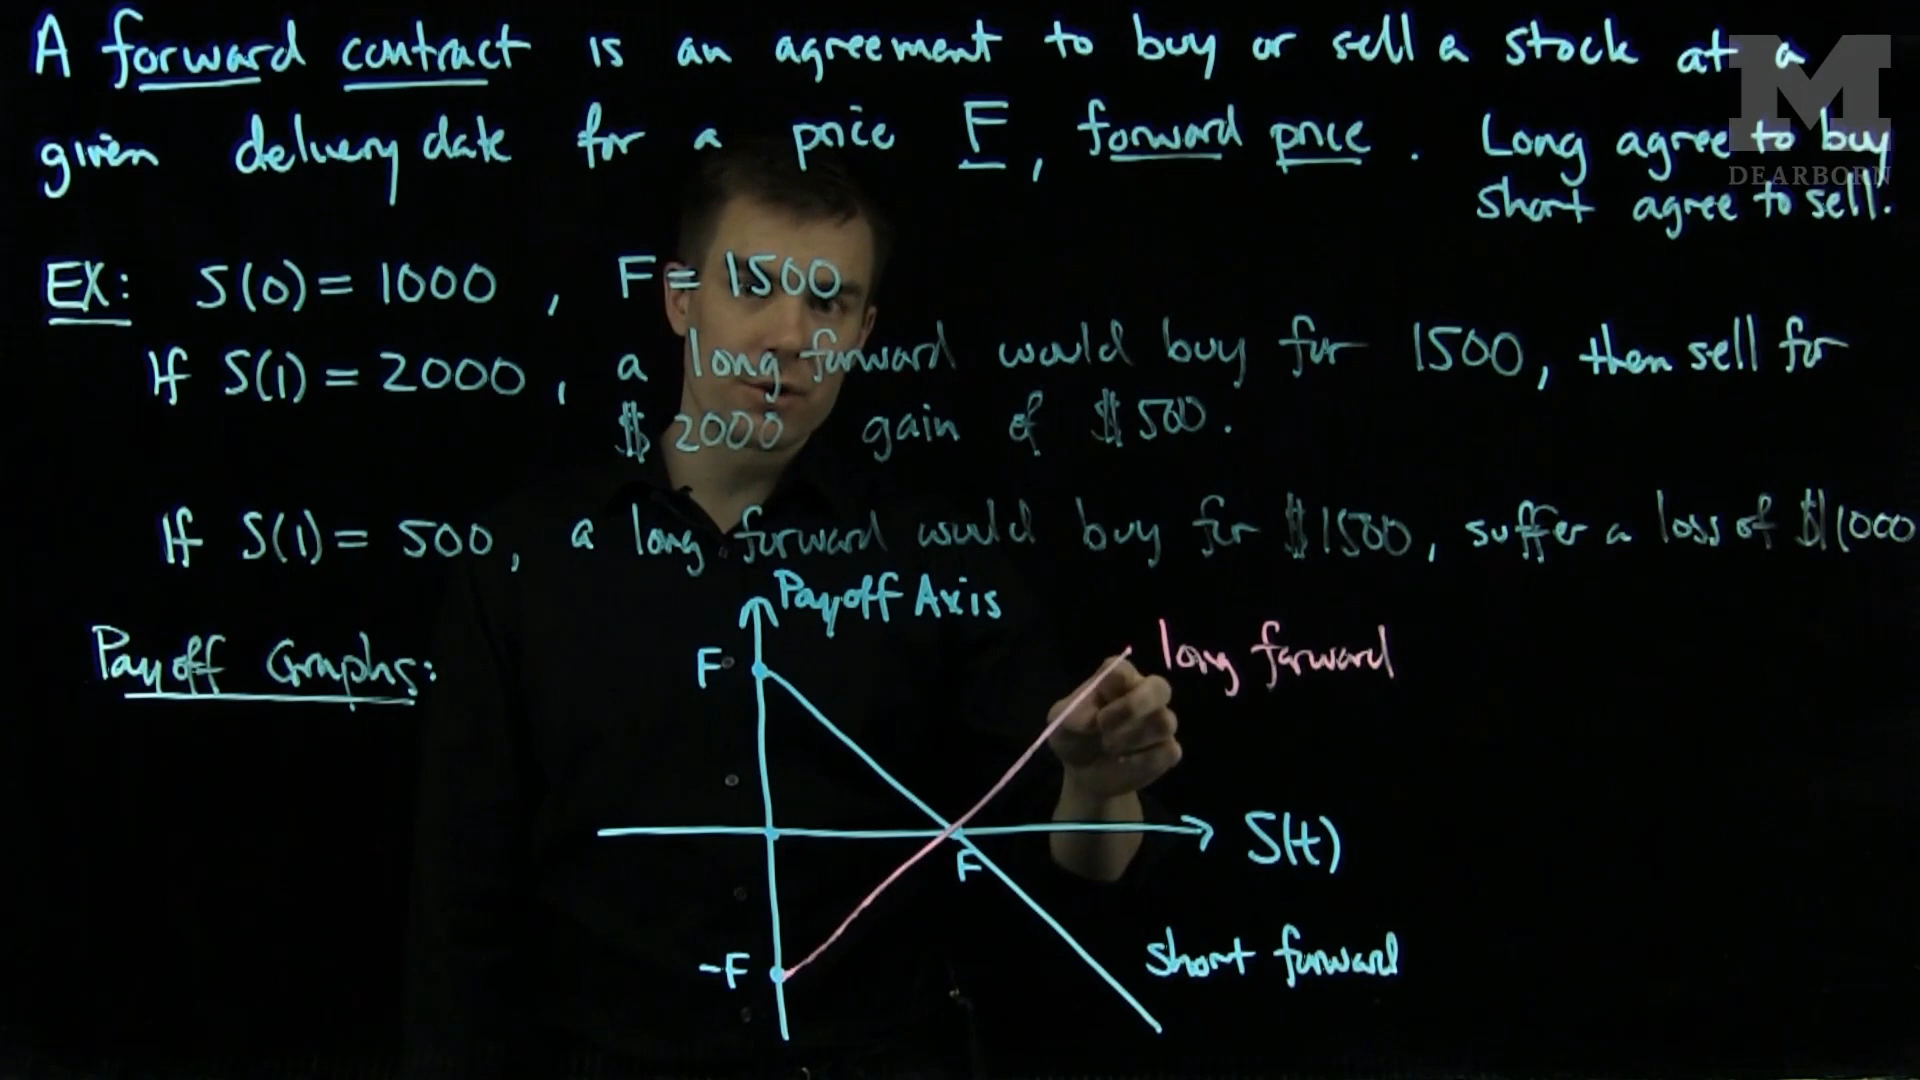 A forward contract is an agreement to buy or sell a stock at a
given delivery date for a price F, forward price. Long agree to buy
Short agree to sell.
M
DEARBORN
EX: S(0) = 1000 , F = 1500
If S(1) = 2000 , a long forward would buy for 1500, then sell for
$2000 gain of $500.
If S(1) = 500, a long forward would buy for $1500, suffer a loss of $1000
Payoff Axis
Payoff Graphs:
F
long forward
F
S(t)
-F
short forward